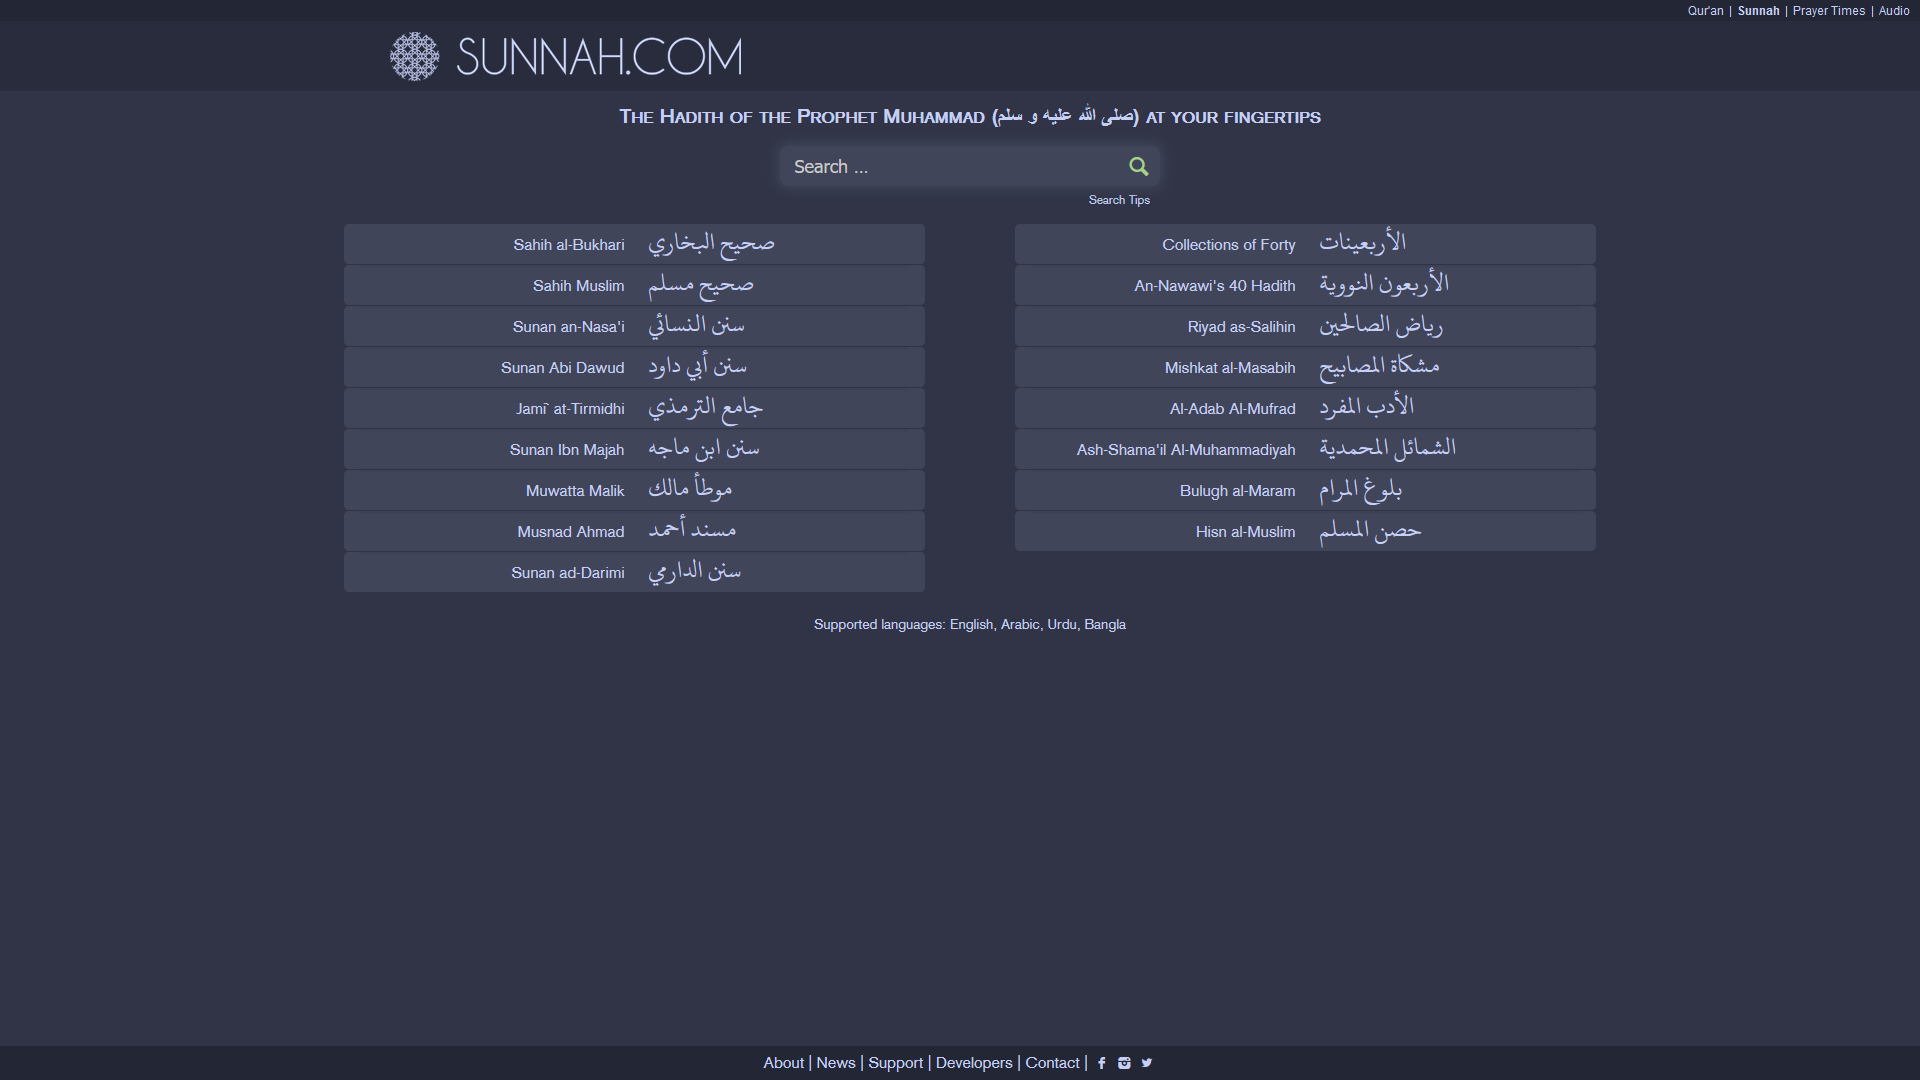 Qur'an | Sunnah | Prayer Times | Audio
SUNNAH.COM
The Hadith of the Prophet Muhammad (صلى الله عليه و سلم) at your fingertips
Search ...
Search Tips
Sahih al-Bukhari صحيح البخاري
Sahih Muslim صحيح مسلم
Sunan an-Nasa'i سنن النسائي
Sunan Abi Dawud سنن أبي داود
Jami` at-Tirmidhi جامع الترمذي
Sunan Ibn Majah سنن ابن ماجه
Muwatta Malik موطأ مالك
Musnad Ahmad مسند أحمد
Sunan ad-Darimi سنن الدارمي
Collections of Forty الأربعينات
An-Nawawi's 40 Hadith الأربعون النووية
Riyad as-Salihin رياض الصالحين
Mishkat al-Masabih مشكاة المصابيح
Al-Adab Al-Mufrad الأدب المفرد
Ash-Shama'il Al-Muhammadiyah الشمائل المحمدية
Bulugh al-Maram بلوغ المرام
Hisn al-Muslim حصن المسلم
Supported languages: English, Arabic, Urdu, Bangla
About | News | Support | Developers | Contact |